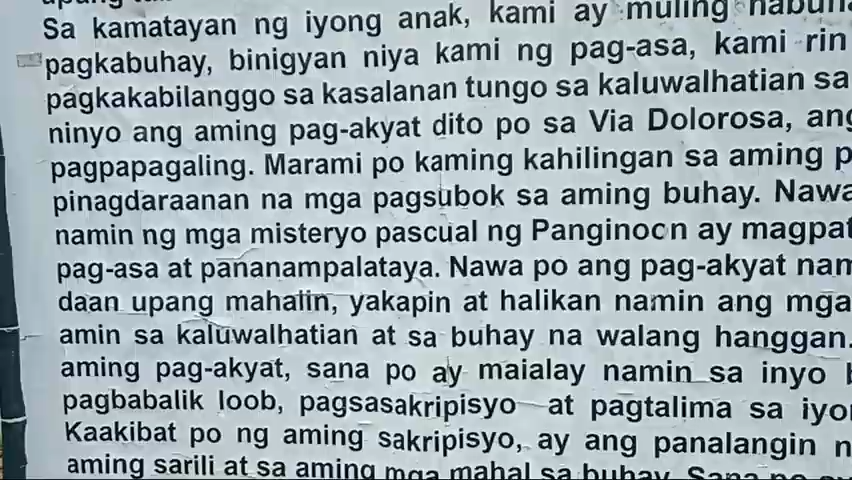 Sa kamatayan ng iyong anak, kami ay muling
pagkabuhay, binigyan niya kami ng pag-asa, kami rin
pagkakabilanggo sa kasalanan tungo sa kaluwalhatian sa
ninyo ang aming pag-akyat dito po sa Via Dolorosa,
pagpapagaling. Marami po kaming kahilingan sa aming
pinagdaraanan na mga pagsubok sa aming buhay. Nawa
namin ng mga misteryo pascual ng Panginoon ay
pag-asa at pananampalataya. Nawa po ang pag-akyat
daan upang mahalin, yakapin at halikan namin ang mga
amin sa kaluwalhatian at sa buhay na walang hanggan.
aming pag-akyat, sana po ay maialay namin sa inyo
pagbabalik loob, pagsasakripisyo at pagtalima sa
Kaakibat po ng aming sakripisyo, ay ang panalangin
aming sarili at sa aming mga mahal sa buhay. Sana po